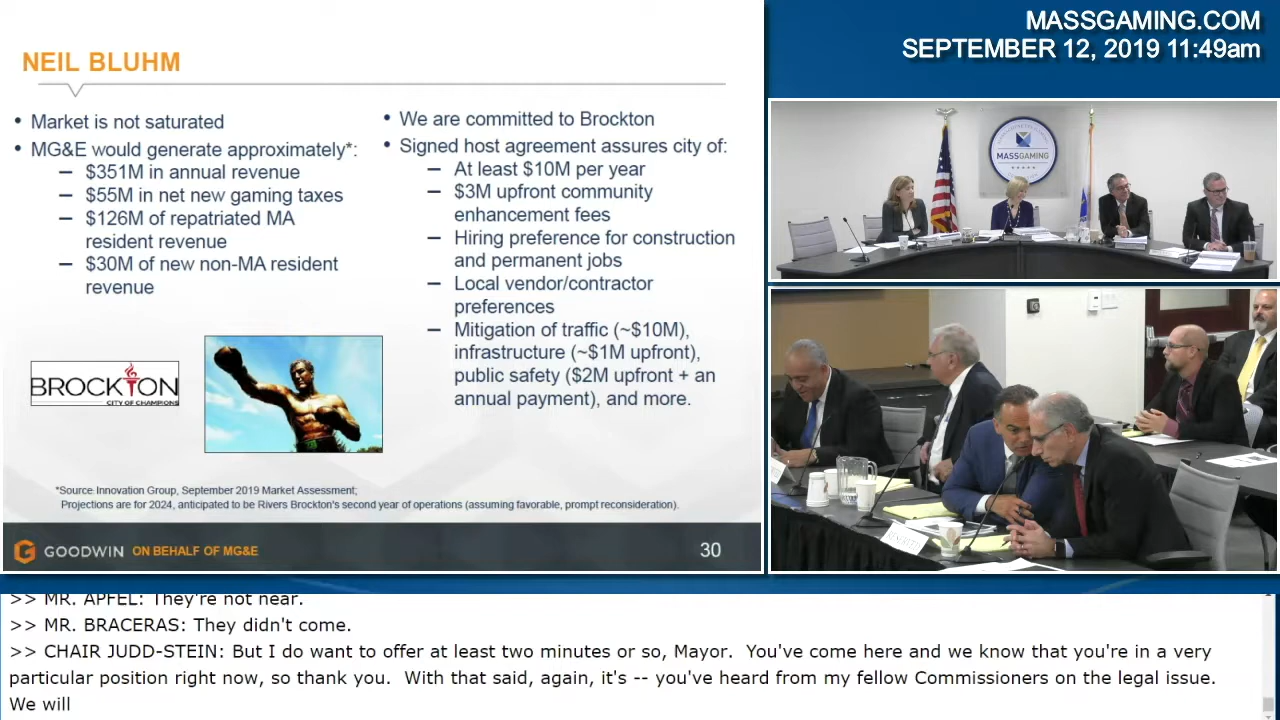 MASSGAMING.COM
SEPTEMBER 12, 2019 11:49am
NEIL BLUHM
• Market is not saturated
• MG&E would generate approximately*:
– $351M in annual revenue
– $55M in net new gaming taxes
– $126M of repatriated MA
resident revenue
– $30M of new non-MA resident
revenue
• We are committed to Brockton
• Signed host agreement assures city of:
– At least $10M per year
– $3M upfront community
enhancement fees
– Hiring preference for construction
and permanent jobs
– Local vendor/contractor
preferences
– Mitigation of traffic (~$10M),
infrastructure (~$1M upfront),
public safety ($2M upfront + an
annual payment), and more.
BROCKTON
CITY OF CHAMPIONS
*Source: Innovation Group, September 2019 Market Assessment;
Projections are for 2024, anticipated to be Rivers Brockton's second year of operations (assuming favorable, prompt reconsideration).
GOODWIN ON BEHALF OF MG&E
30
MASSGAMING
>> MR. APFEL: They're not near.
>> MR. BRACERAS: They didn't come.
>> CHAIR JUDD-STEIN: But I do want to offer at least two minutes or so, Mayor. You've come here and we know that you're in a very
particular position right now, so thank you. With that said, again, it's -- you've heard from my fellow Commissioners on the legal issue.
We will